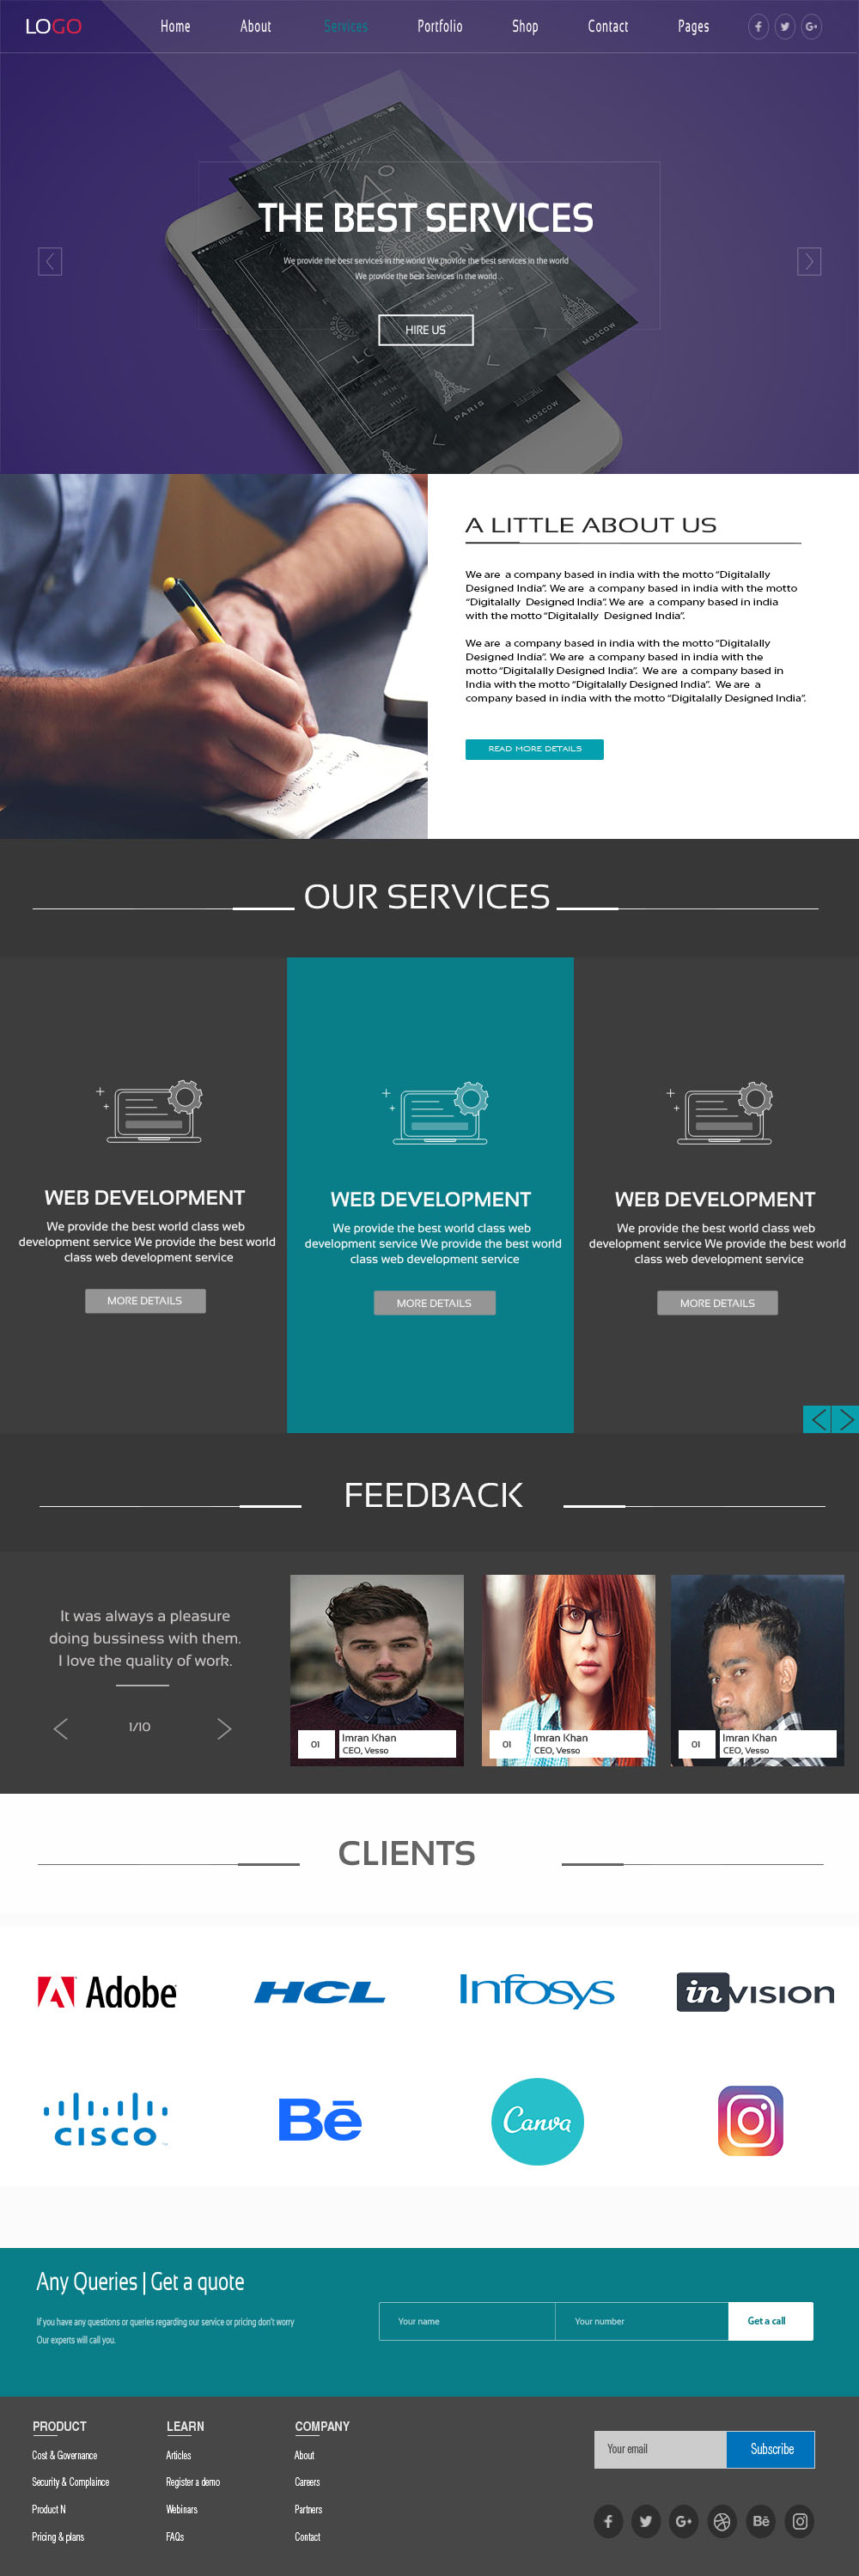 LOGO
Home About Services Portfolio Shop Contact Pages
THE BEST SERVICES
We provide the best services in the world We provide the best services in the world
We provide the best services in the world
HIRE US
LONDON
PARIS
MOSCOW
MOSCOW
A LITTLE ABOUT US
We are a company based in india with the motto "Digitalally
Designed India". We are a company based in india with the motto
"Digitalally Designed India". We are a company based in india
with the motto "Digitalally Designed India".
We are a company based in india with the motto "Digitalally
Designed India". We are a company based in india with the
motto "Digitalally Designed India". We are a company based in
India with the motto "Digitalally Designed India". We are a
company based in india with the motto "Digitalally Designed India".
READ MORE DETAILS
OUR SERVICES
WEB DEVELOPMENT
We provide the best world class web
development service We provide the best world
class web development service
MORE DETAILS
WEB DEVELOPMENT
We provide the best world class web
development service We provide the best world
class web development service
MORE DETAILS
WEB DEVELOPMENT
We provide the best world class web
development service We provide the best world
class web development service
MORE DETAILS
FEEDBACK
It was always a pleasure
doing bussiness with them.
I love the quality of work.
1/10
01
Imran Khan
CEO, Vesso
01
Imran Khan
CEO, Vesso
01
Imran Khan
CEO, Vesso
CLIENTS
Adobe
HCL
Infosys
invision
CISCO
Bē
Canva
Any Queries | Get a quote
If you have any questions or queries regarding our service or pricing don't worry
Our experts will call you.
Your name
Your number
Get a call
PRODUCT
Cost & Governance
Security & Complaince
Product N
Pricing & plans
LEARN
Articles
Register a demo
Webinars
FAQs
COMPANY
About
Careers
Partners
Contact
Your email
Subscribe